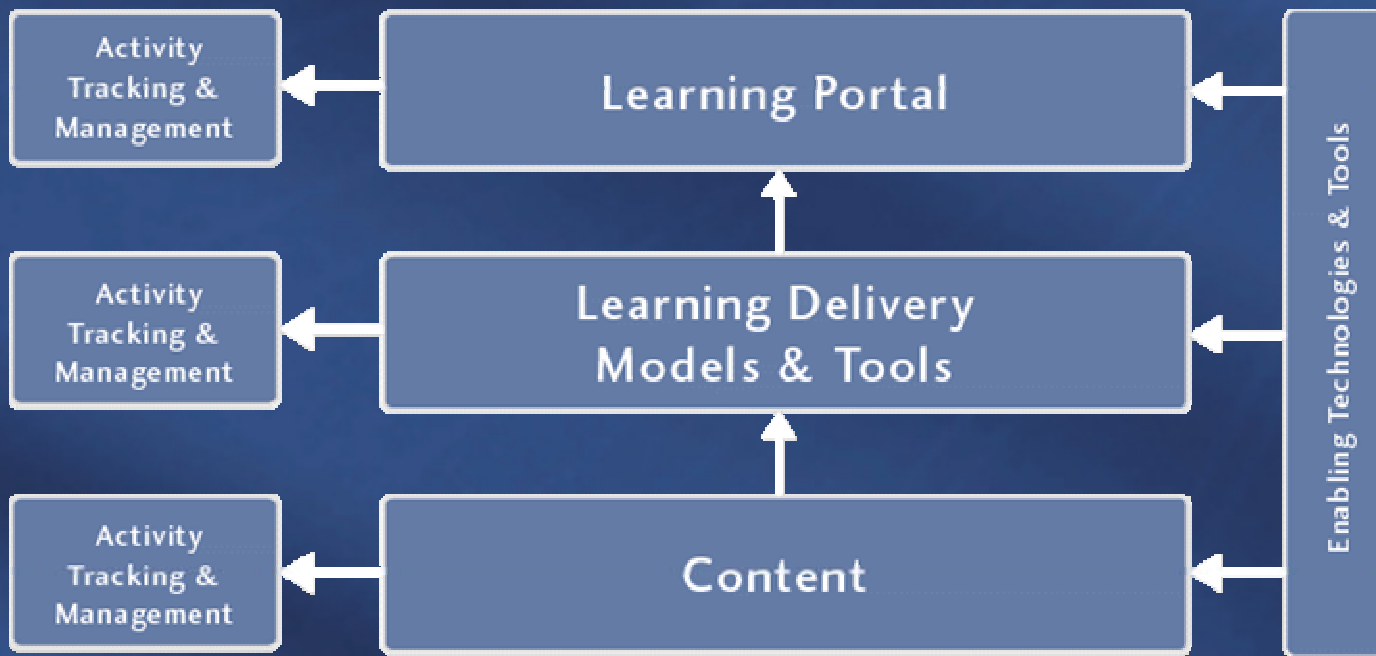 Activity
Tracking &
Management
Learning Portal
Activity
Tracking &
Management
Learning Delivery
Models & Tools
Activity
Tracking &
Management
Content
Enabling Technologies & Tools